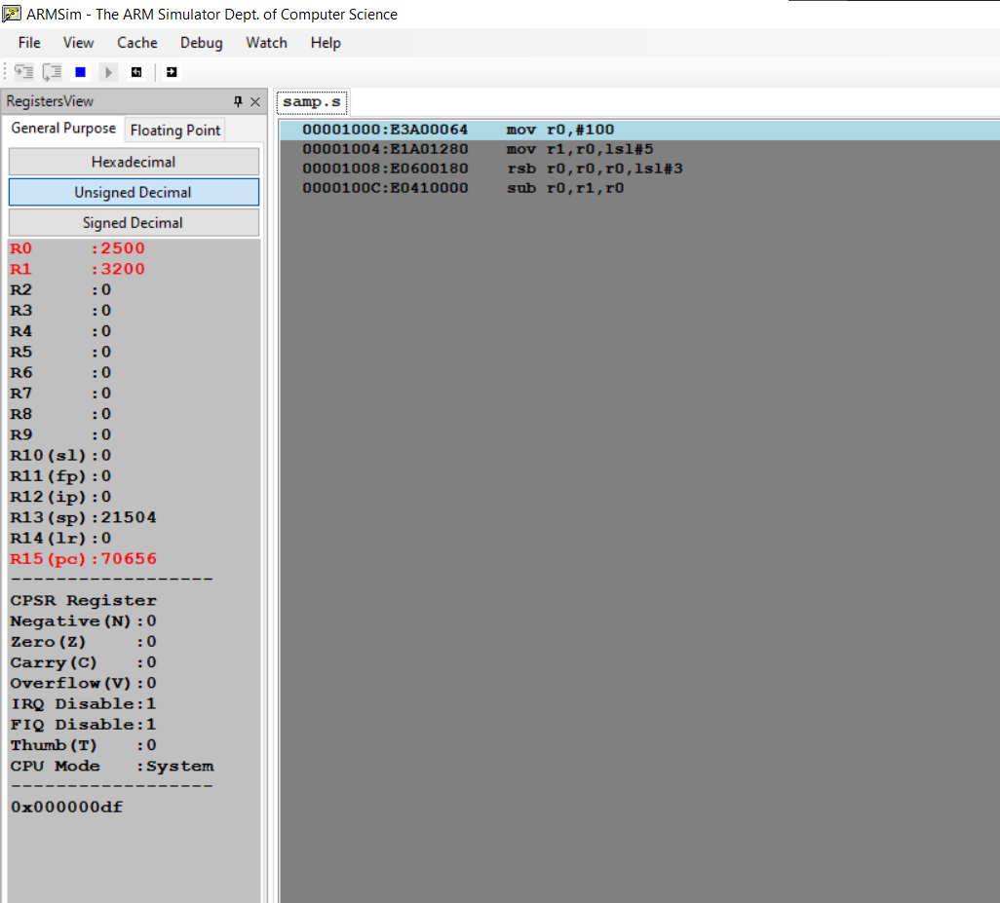 ARMSim - The ARM Simulator Dept. of Computer Science
File View Cache Debug Watch Help
RegistersView
General Purpose Floating Point
Hexadecimal
Unsigned Decimal
Signed Decimal
R0 :2500
R1 :3200
R2 :0
R3 :0
R4 :0
R5 :0
R6 :0
R7 :0
R8 :0
R9 :0
R10(sl):0
R11(fp):0
R12(ip):0
R13(sp):21504
R14(lr):0
R15(pc):70656
------------------
CPSR Register
Negative(N):0
Zero(Z) :0
Carry(C) :0
Overflow(V):0
IRQ Disable:1
FIQ Disable:1
Thumb(T) :0
CPU Mode :System
------------------
0x000000df
samp.s
00001000:E3A00064 mov r0,#100
00001004:E1A01280 mov r1,r0,lsl#5
00001008:E0600180 rsb r0,r0,r0,lsl#3
0000100C:E0410000 sub r0,r1,r0